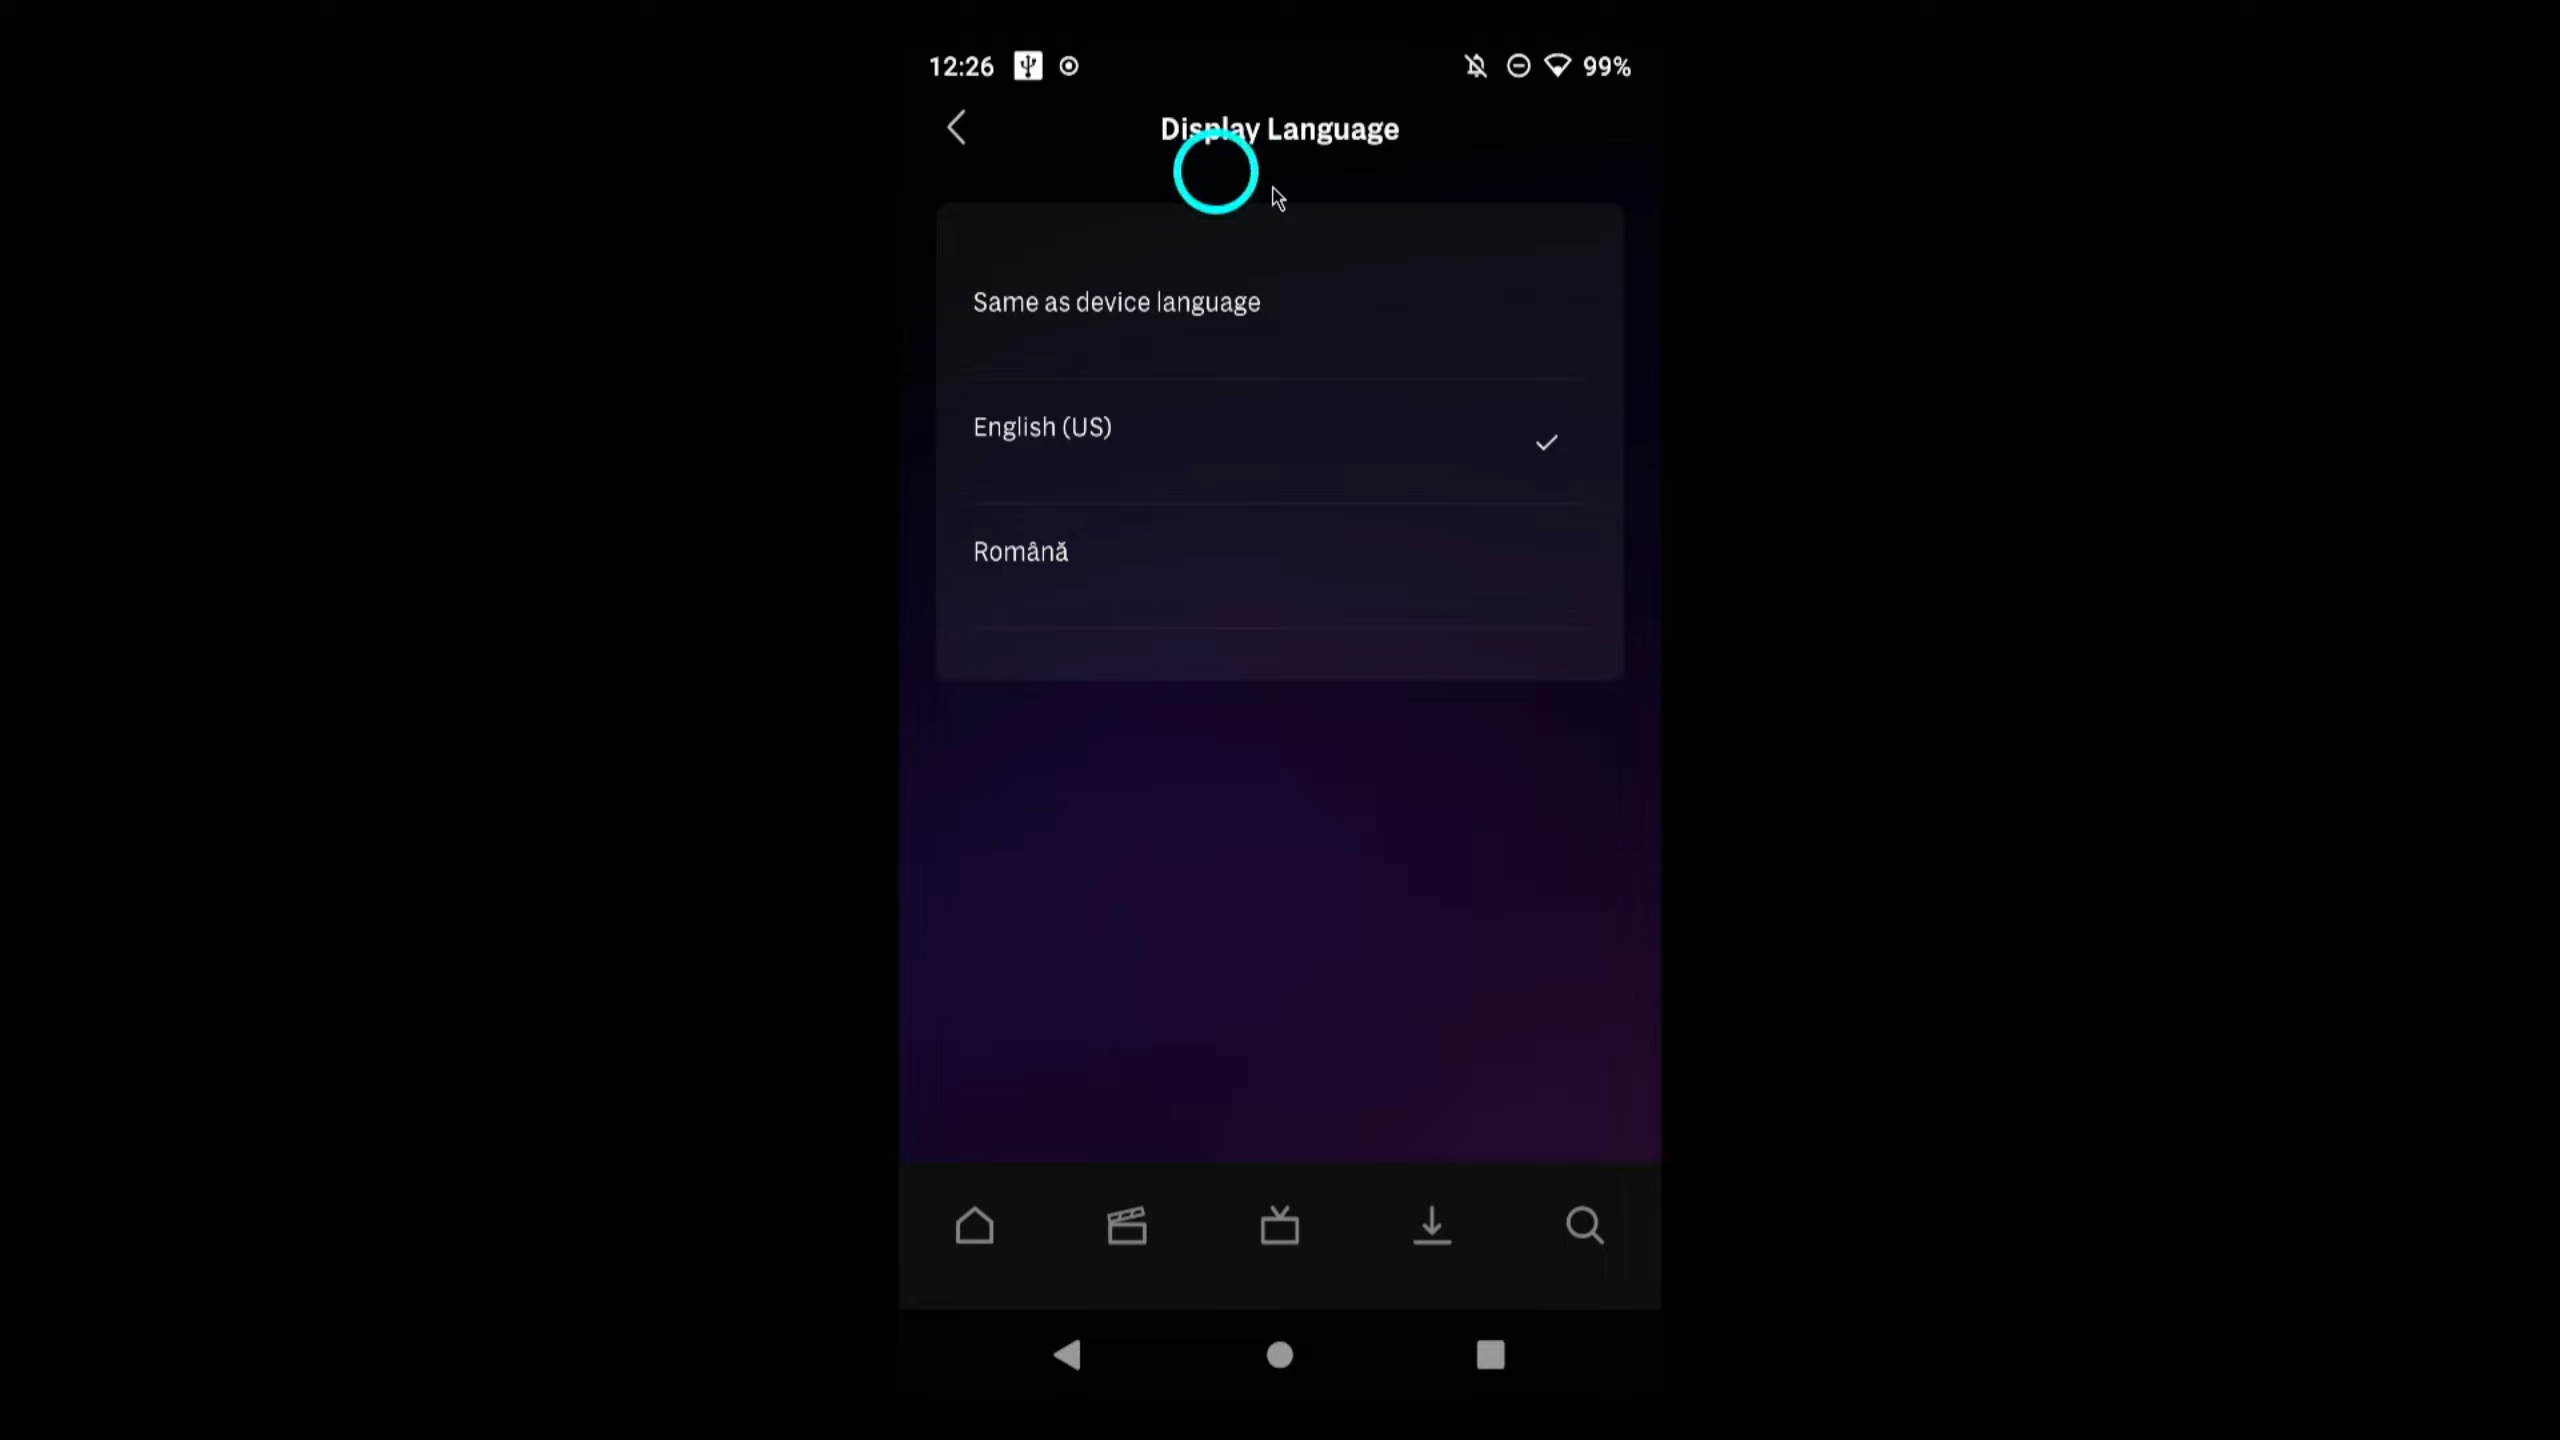 12:26
99%
Display Language
Same as device language
English (US)
Română